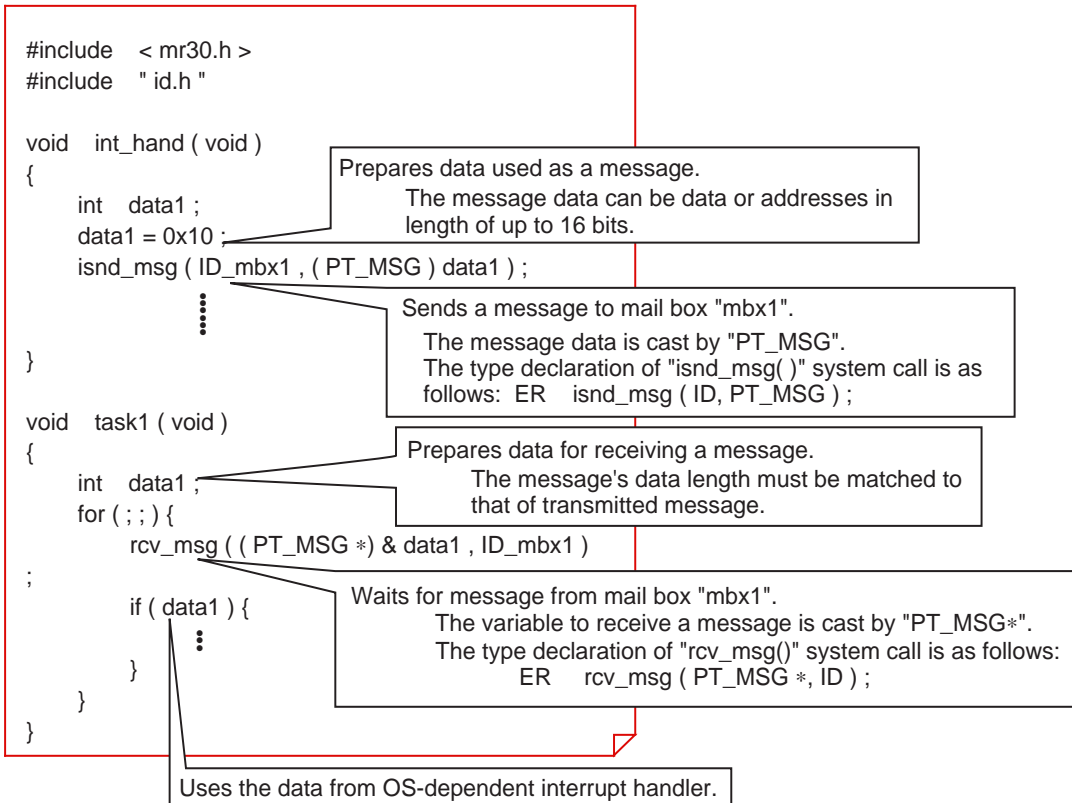 #include < mr30.h >
#include " id.h "
void int_hand ( void )
{
Prepares data used as a message.
int data1 ;
The message data can be data or addresses in
length of up to 16 bits.
data1 = 0x10 ;
isnd_msg ( ID_mbx1 , ( PT_MSG ) data1 ) ;
Sends a message to mail box "mbx1".
The message data is cast by "PT_MSG".
The type declaration of "isnd_msg( )" system call is as
follows: ER isnd_msg ( ID, PT_MSG ) ;
}
void task1 ( void )
{
Prepares data for receiving a message.
The message's data length must be matched to
that of transmitted message.
int data1 ;
for ( ; ; ) {
rcv_msg ( ( PT_MSG *) & data1 , ID_mbx1 )
;
Waits for message from mail box "mbx1".
The variable to receive a message is cast by "PT_MSG*".
The type declaration of "rcv_msg()" system call is as follows:
ER rcv_msg ( PT_MSG *, ID ) ;
if ( data1 ) {
}
}
}
Uses the data from OS-dependent interrupt handler.